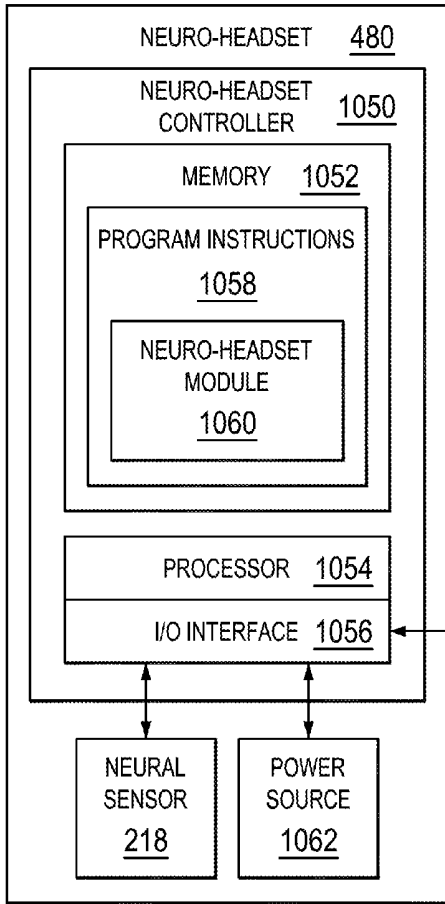 NEURO-HEADSET 480
NEURO-HEADSET
CONTROLLER 1050
MEMORY 1052
PROGRAM INSTRUCTIONS
1058
NEURO-HEADSET
MODULE
1060
PROCESSOR 1054
I/O INTERFACE 1056
NEURAL
SENSOR
218
POWER
SOURCE
1062